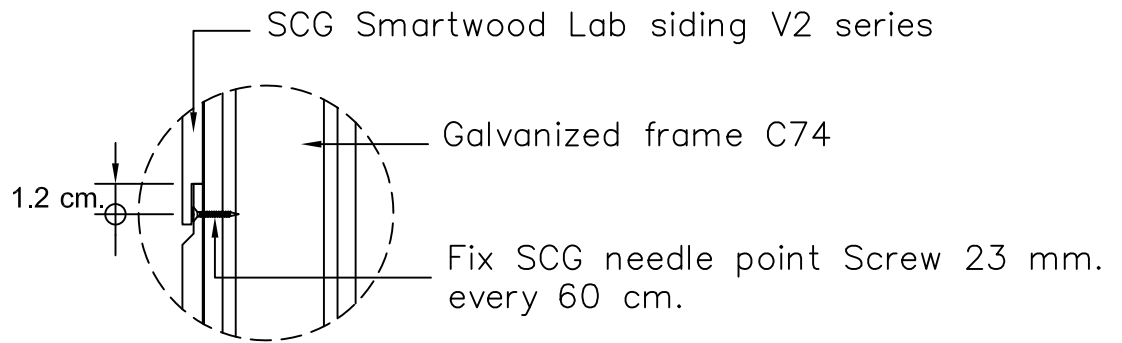 SCG Smartwood Lab siding V2 series
Galvanized frame C74
1.2 cm.
Fix SCG needle point Screw 23 mm.
every 60 cm.